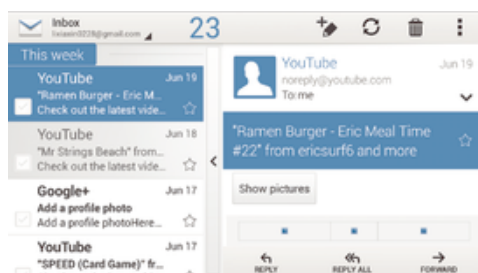 Inbox
23
This week
YouTube Jun 19
"Ramen Burger - Eric M...
Check out the latest vide...
YouTube Jun 18
"Mr Strings Beach" from...
Check out the latest vide...
Google+ Jun 17
Add a profile photo
Add a profile photoHere...
YouTube Jun 17
"SPEED (Card Game)" fr...
YouTube Jun 19
noreply@youtube.com
To: me
"Ramen Burger - Eric Meal Time
#22" from ericsurf6 and more
Show pictures
REPLY REPLY ALL FORWARD